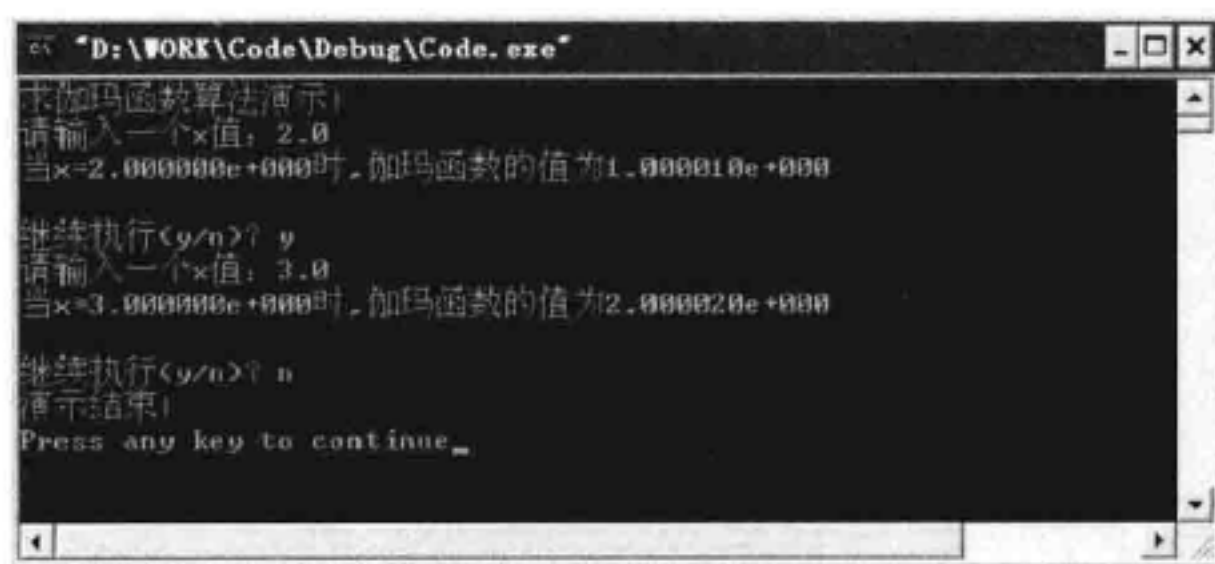 "D:\WORK\Code\Debug\Code.exe"
求伽玛函数算法演示!
请输入一个x值: 2.0
当x=2.000000e+000时,伽玛函数的值为1.000010e+000
继续执行<y/n>? y
请输入一个x值: 3.0
当x=3.000000e+000时,伽玛函数的值为2.000020e+000
继续执行<y/n>? n
演示结束!
Press any key to continue_